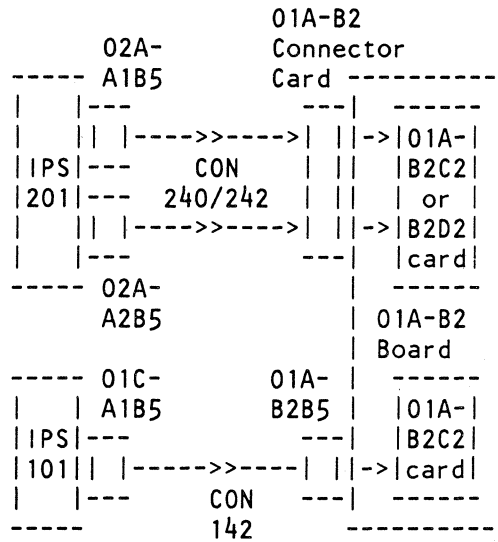 01A-B2
02A- Connector
----- A1B5 Card -----------
| |--- ---| ------
| || |---->>---->| || |->|01A-|
|IPS|--- CON | || |B2C2|
|201|--- 240/242 | || | or |
| || |---->>---->| ||->|B2D2|
| |--- ---| |card|
----- 02A- | ------
A2B5 | 01A-B2
| Board
----- 01C- 01A- | ------
| | A1B5 B2B5 | |01A-|
|IPS|--- ---| |B2C2|
|101|| |----->>----| ||->|card|
| |--- CON ---| ------
----- 142 -----------